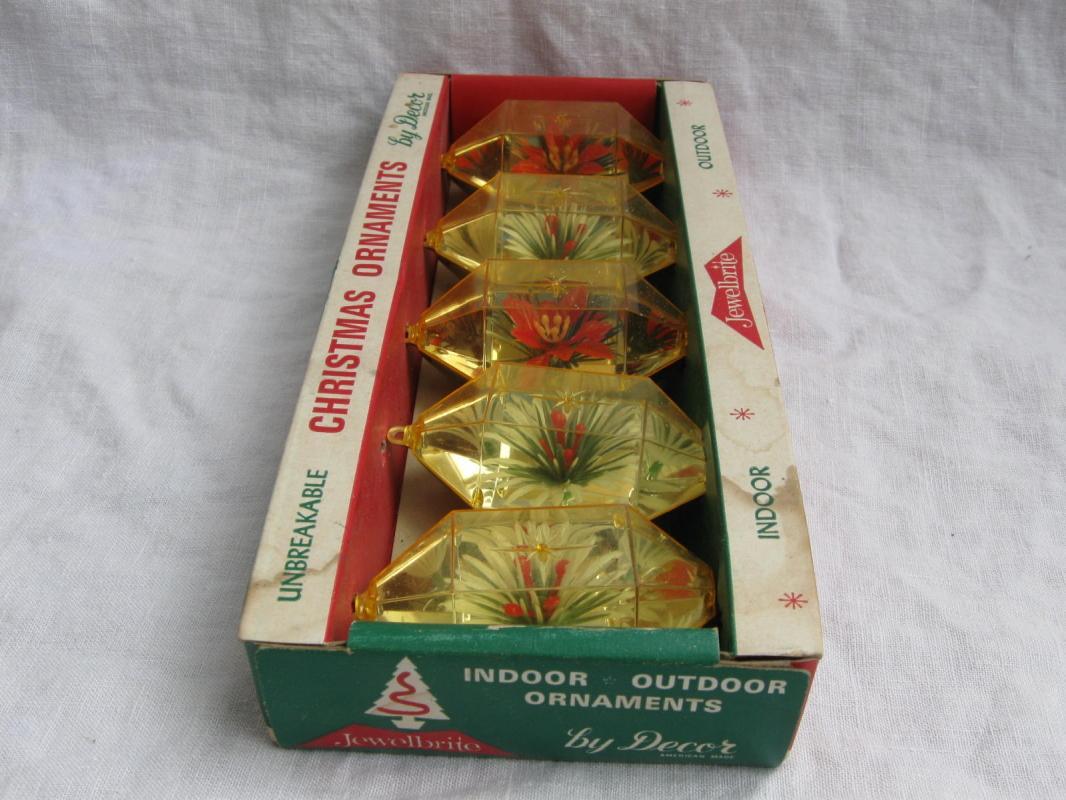 UNBREAKABLE CHRISTMAS ORNAMENTS by Decor
OUTDOOR
Jewelbrite
INDOOR
INDOOR OUTDOOR
ORNAMENTS
Jewelbrite
by Decor
AMERICAN MADE